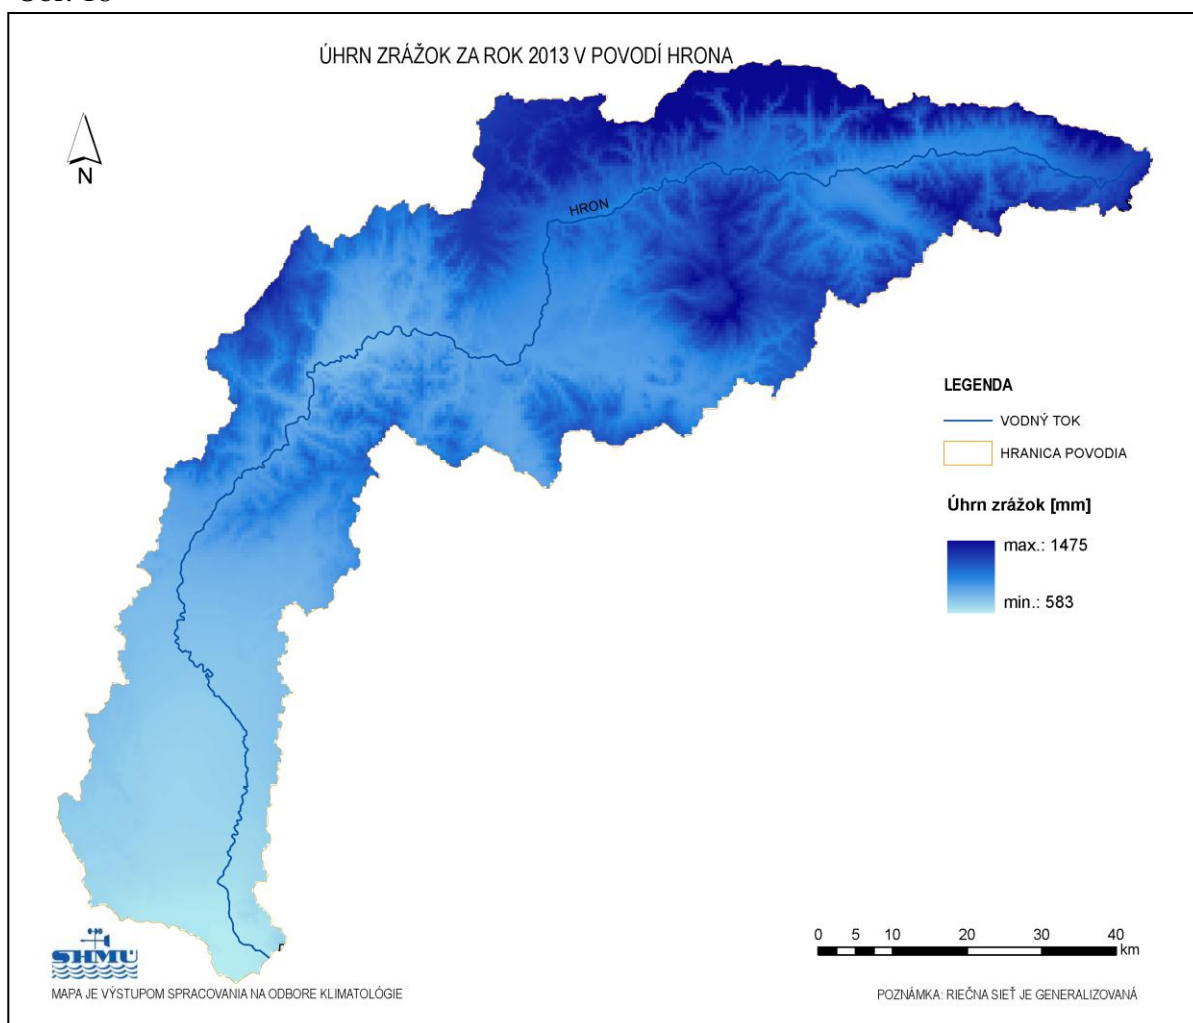 ÚHRN ZRÁŽOK ZA ROK 2013 V POVODÍ HRONA
N
HRON
LEGENDA
VODNÝ TOK
HRANICA POVODIA
Úhrn zrážok [mm]
max.: 1475
min.: 583
SHMÚ
0 5 10 20 30 40
km
MAPA JE VÝSTUPOM SPRACOVANIA NA ODBORE KLIMATOLÓGIE
POZNÁMKA: RIEČNA SIEŤ JE GENERALIZOVANÁ